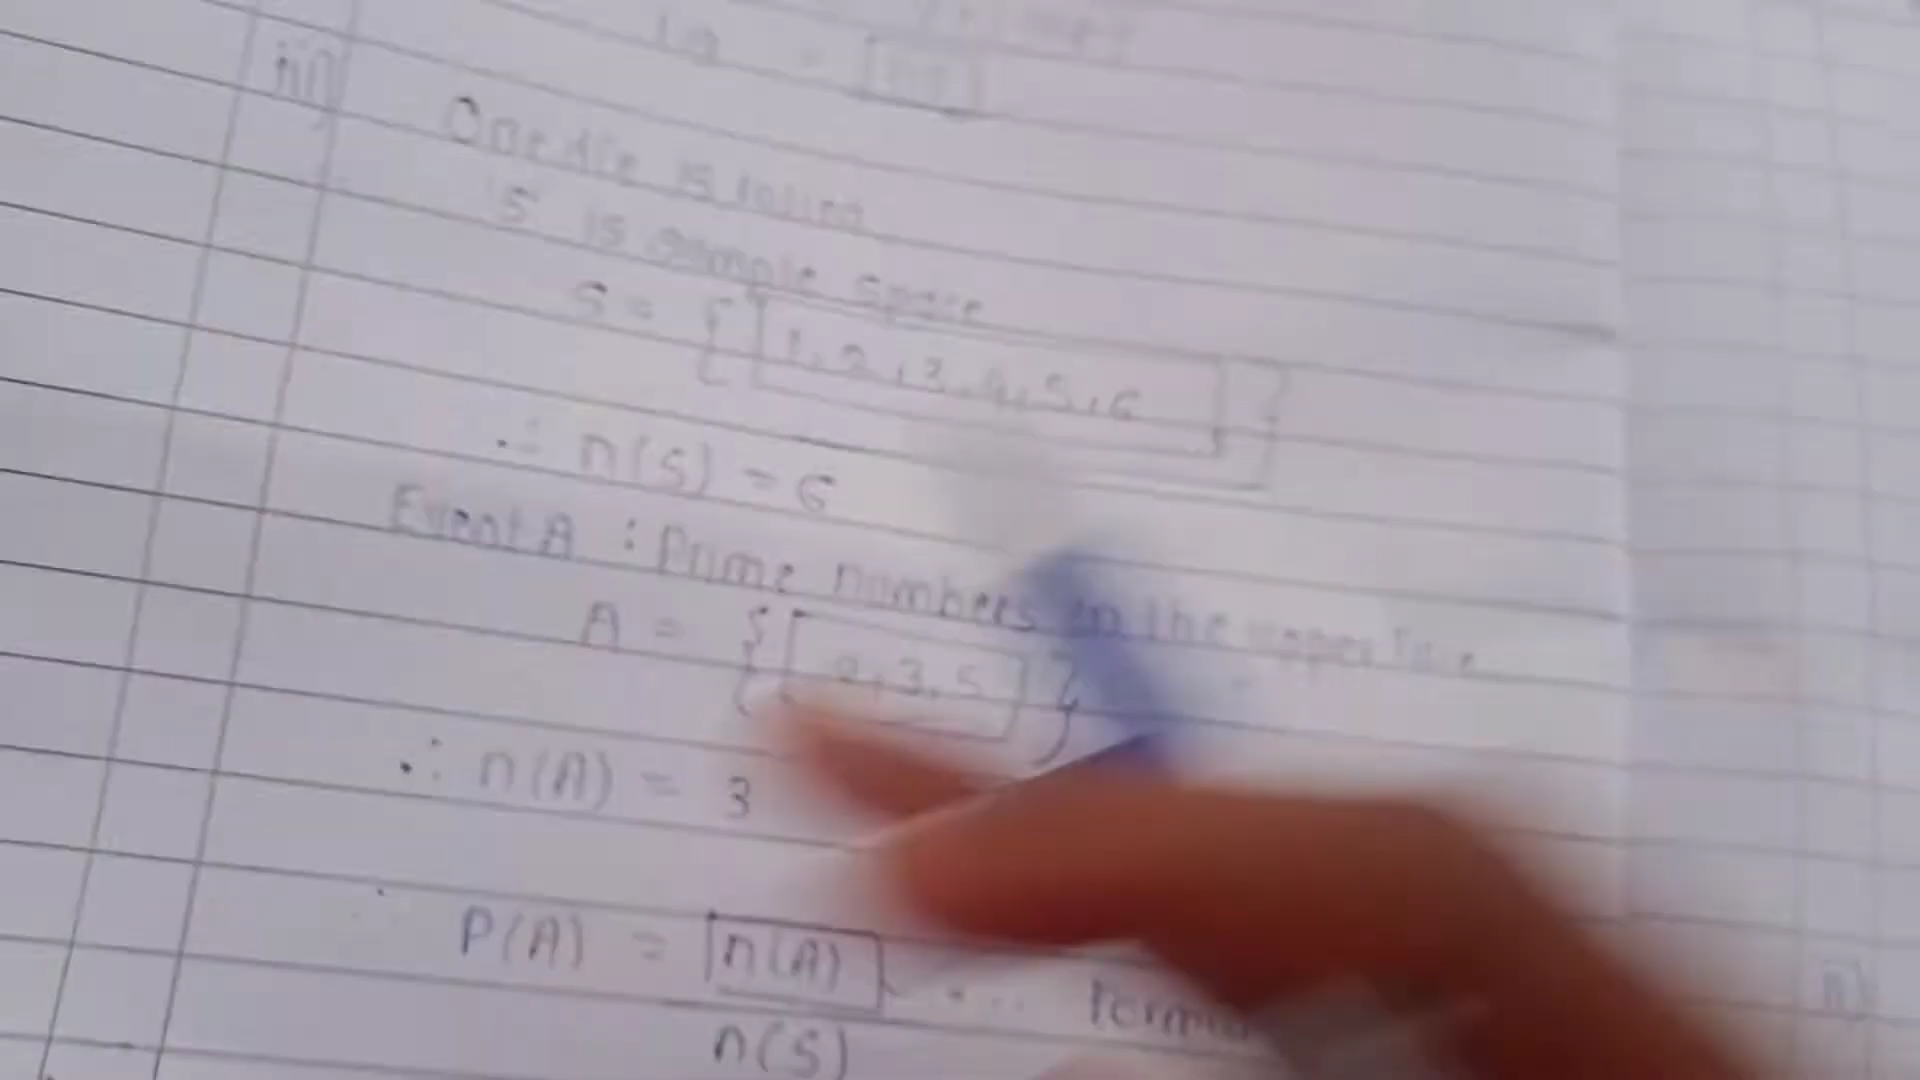 iii)
One die is rolled
'S' is sample space
S = { 1, 2, 3, 4, 5, 6 }
∴ n(S) = 6
Event A : Prime numbers on the upper face
A = { 2, 3, 5 }
∴ n(A) = 3
P(A) = n(A) ...
n(S)